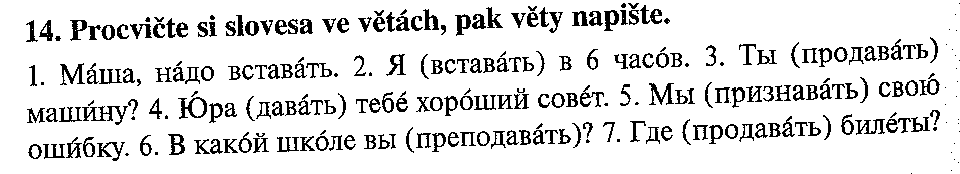 14. Procvičte si slovesa ve větách, pak věty napište.
1. Ма́ша, на́до встава́ть. 2. Я (встава́ть) в 6 часо́в. 3. Ты (продава́ть)
маши́ну? 4. Ю́ра (дава́ть) тебе́ хоро́ший сове́т. 5. Мы (признава́ть) свою́
оши́бку. 6. В како́й шко́ле вы (преподава́ть)? 7. Где (продава́ть) биле́ты?